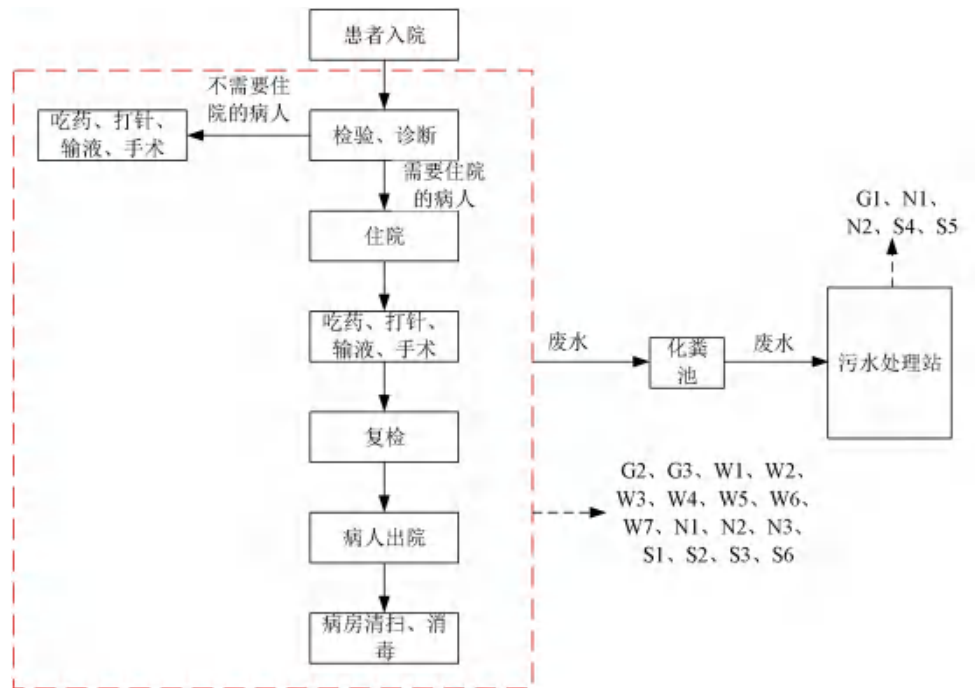 患者入院
不需要住
院的病人
吃药、打针、
输液、手术
检验、诊断
需要住院
的病人
住院
吃药、打针、
输液、手术
复检
病人出院
病房清扫、消
毒
废水
化粪
池
废水
污水处理站
G1、N1、
N2、S4、S5
G2、G3、W1、W2、
W3、W4、W5、W6、
W7、N1、N2、N3、
S1、S2、S3、S6